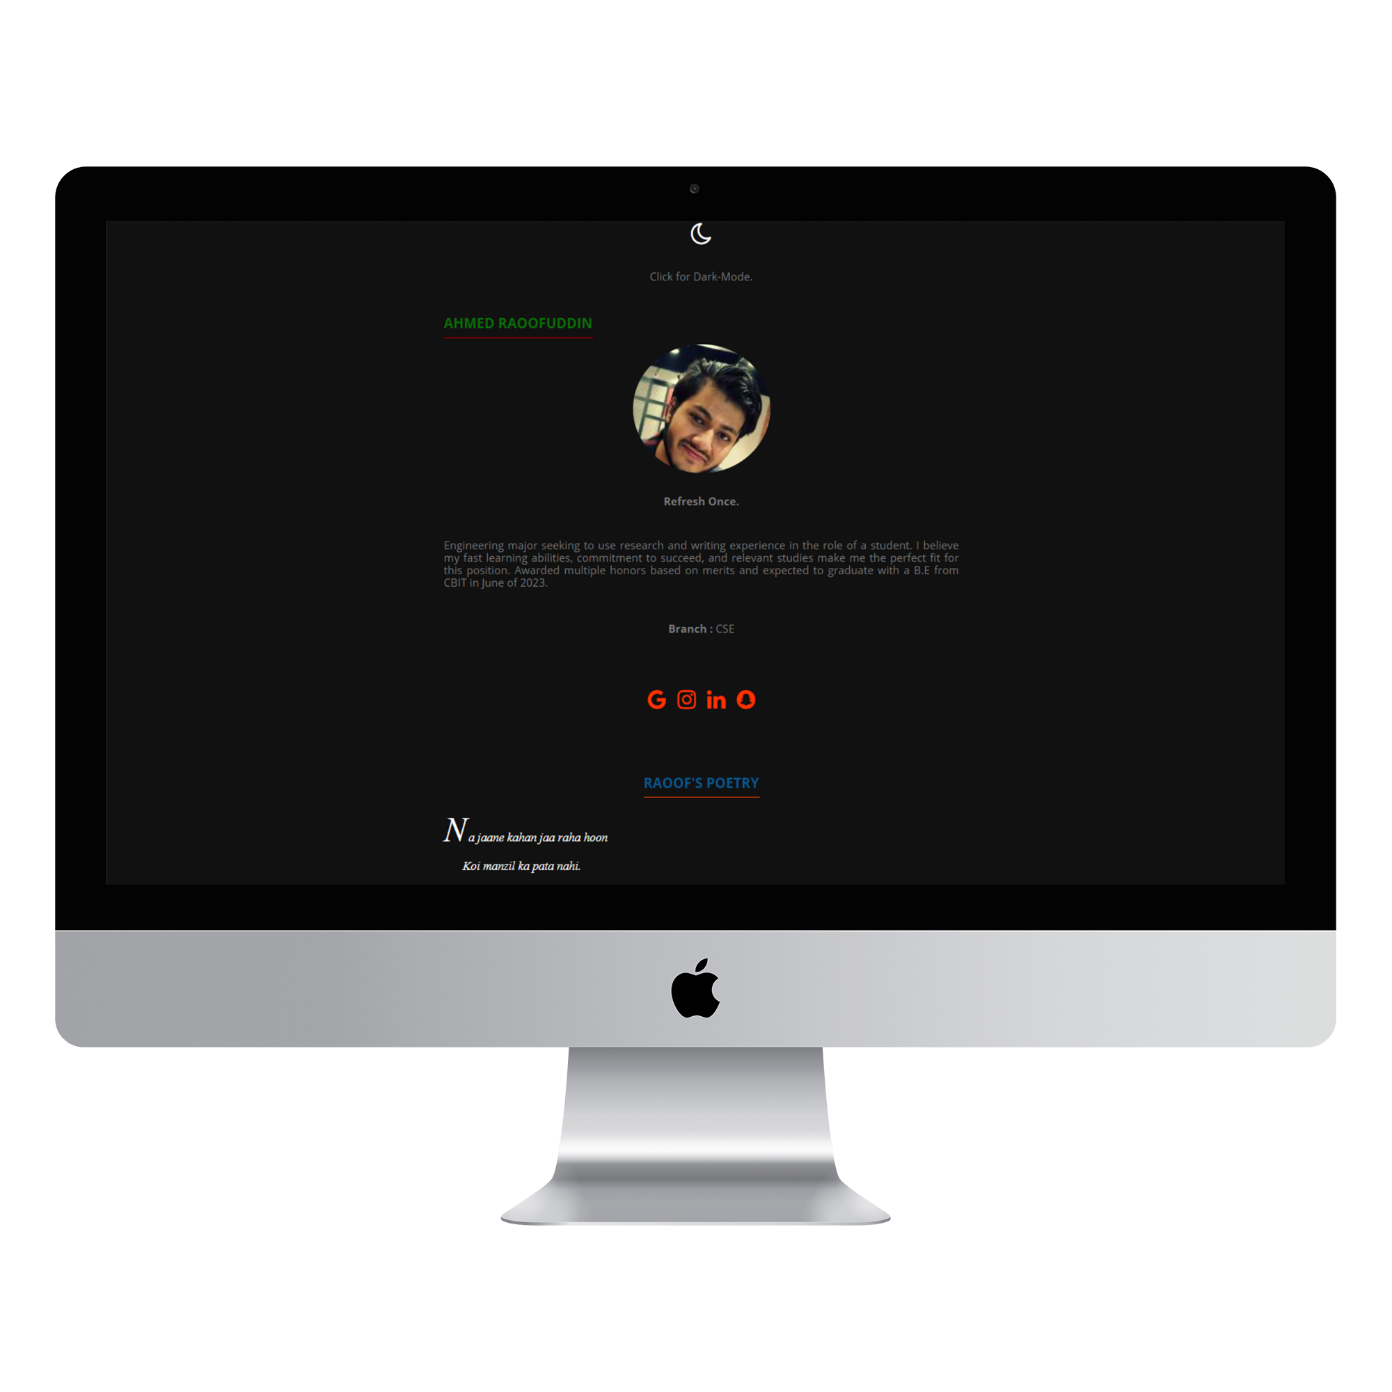 Click for Dark-Mode.
AHMED RAOOFUDDIN
Refresh Once.
Engineering major seeking to use research and writing experience in the role of a student. I believe
my fast learning abilities, commitment to succeed, and relevant studies make me the perfect fit for
this position. Awarded multiple honors based on merits and expected to graduate with a B.E from
CBIT in June of 2023.
Branch : CSE
RAOOF'S POETRY
Na jaane kahan jaa raha hoon
Koi manzil ka pata nahi.